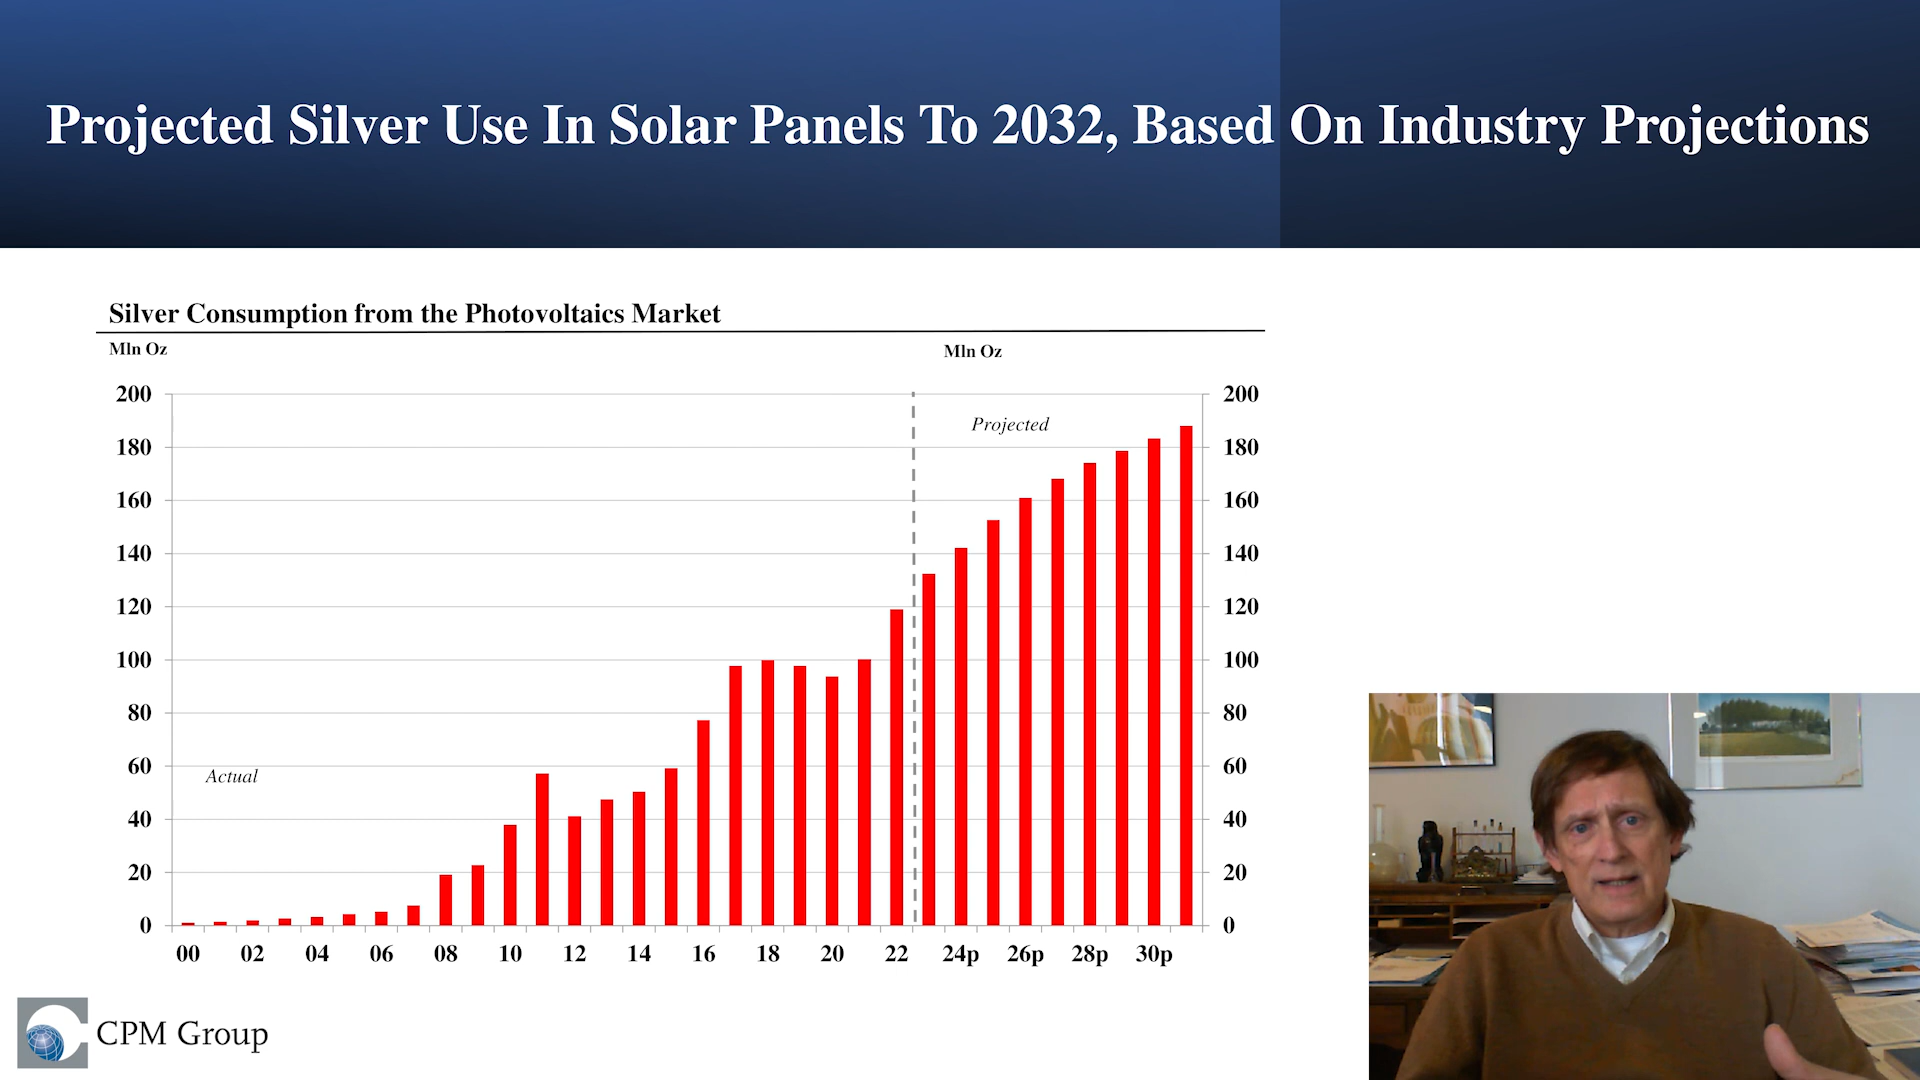 Projected Silver Use In Solar Panels To 2032, Based On Industry Projections
Silver Consumption from the Photovoltaics Market
Mln Oz Mln Oz
200 200
Projected
180 180
160 160
140 140
120 120
100 100
80 80
Actual
60 60
40 40
20 20
0 0
00 02 04 06 08 10 12 14 16 18 20 22 24p 26p 28p 30p
CPM Group